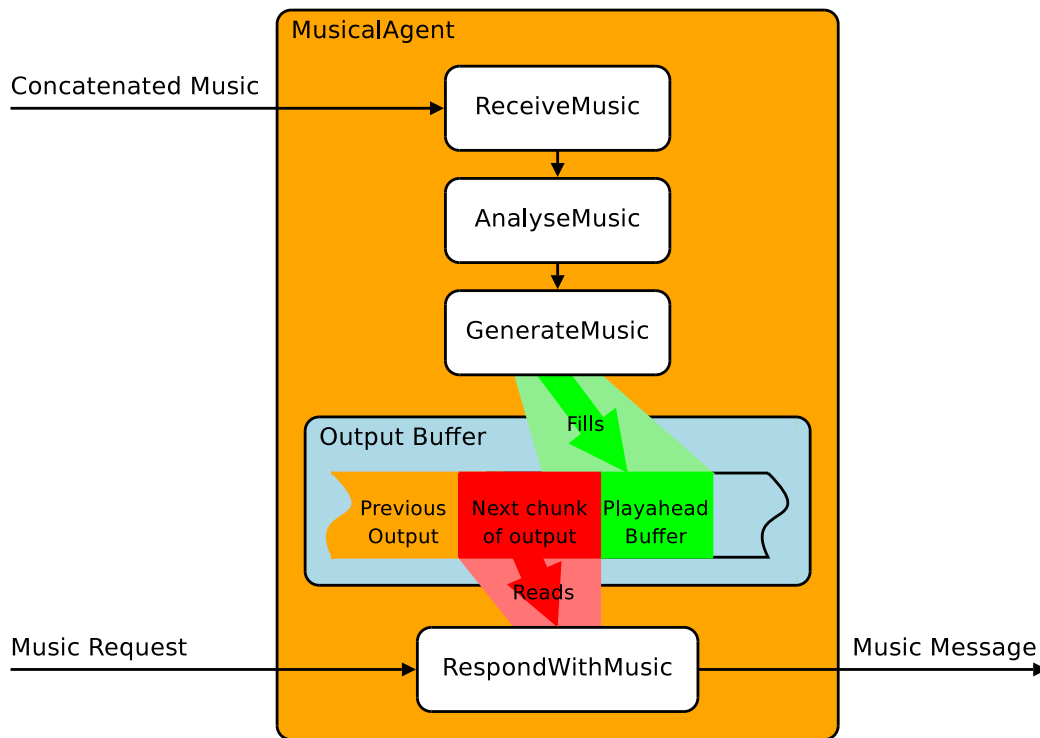 MusicalAgent
Concatenated Music
ReceiveMusic
AnalyseMusic
GenerateMusic
Fills
Output Buffer
Previous
Output
Next chunk
of output
Playahead
Buffer
Reads
Music Request
RespondWithMusic
Music Message